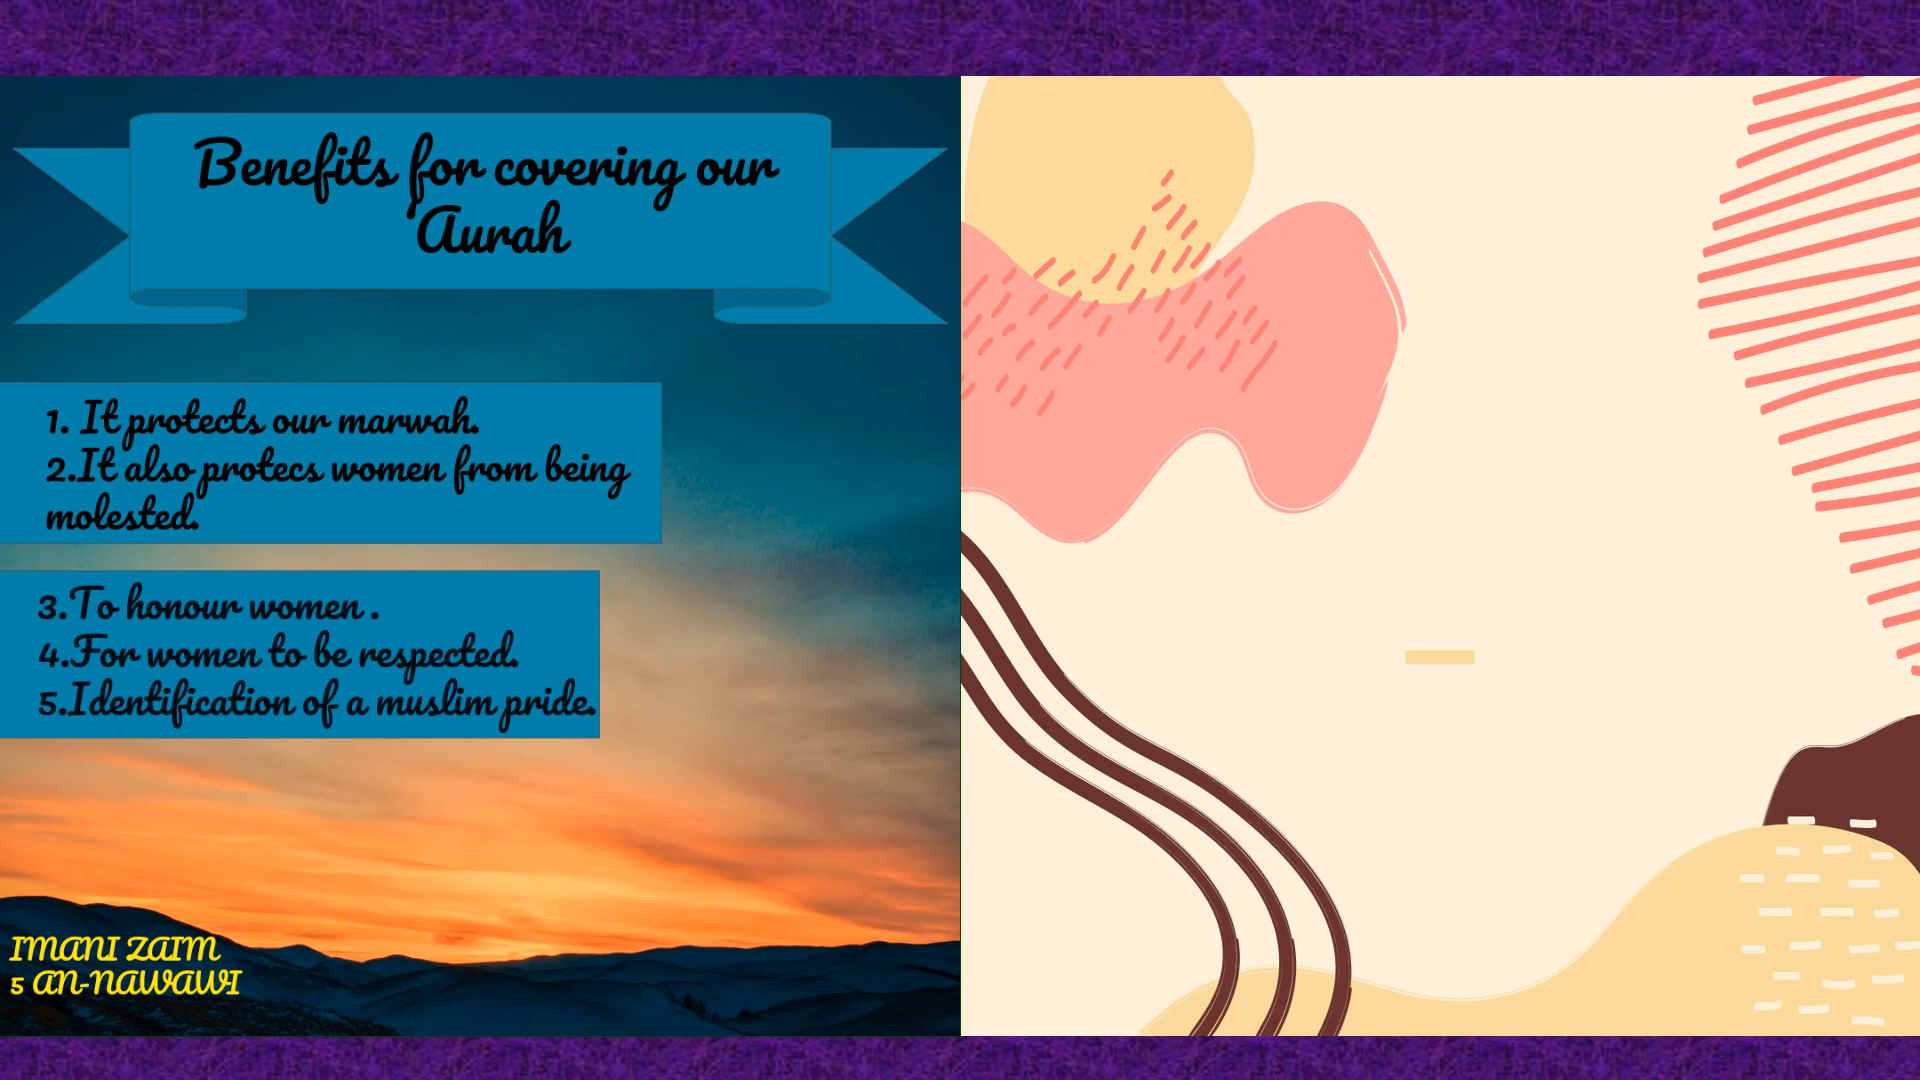 Benefits for covering our
Aurah
1. It protects our marwah.
2.It also protecs women from being
molested.
3.To honour women .
4.For women to be respected.
5.Identification of a muslim pride.
IMANI ZAIM
5 AN-NAWAWI